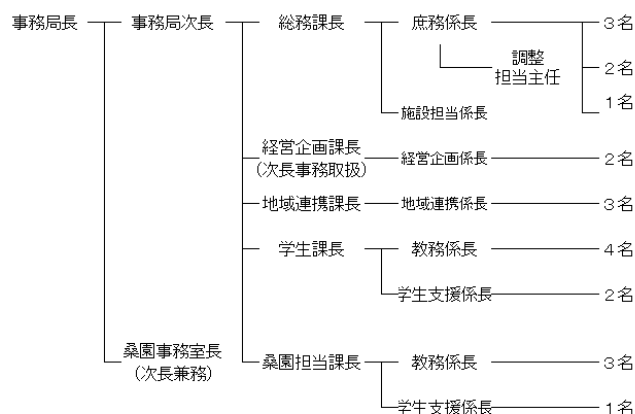 事務局長 事務局次長 総務課長 庶務係長 3名
調整
担当主任 2名
施設担当係長 1名
経営企画課長
(次長事務取扱) 経営企画係長 2名
地域連携課長 地域連携係長 3名
学生課長 教務係長 4名
学生支援係長 2名
桑園事務室長
(次長兼務) 桑園担当課長 教務係長 3名
学生支援係長 1名